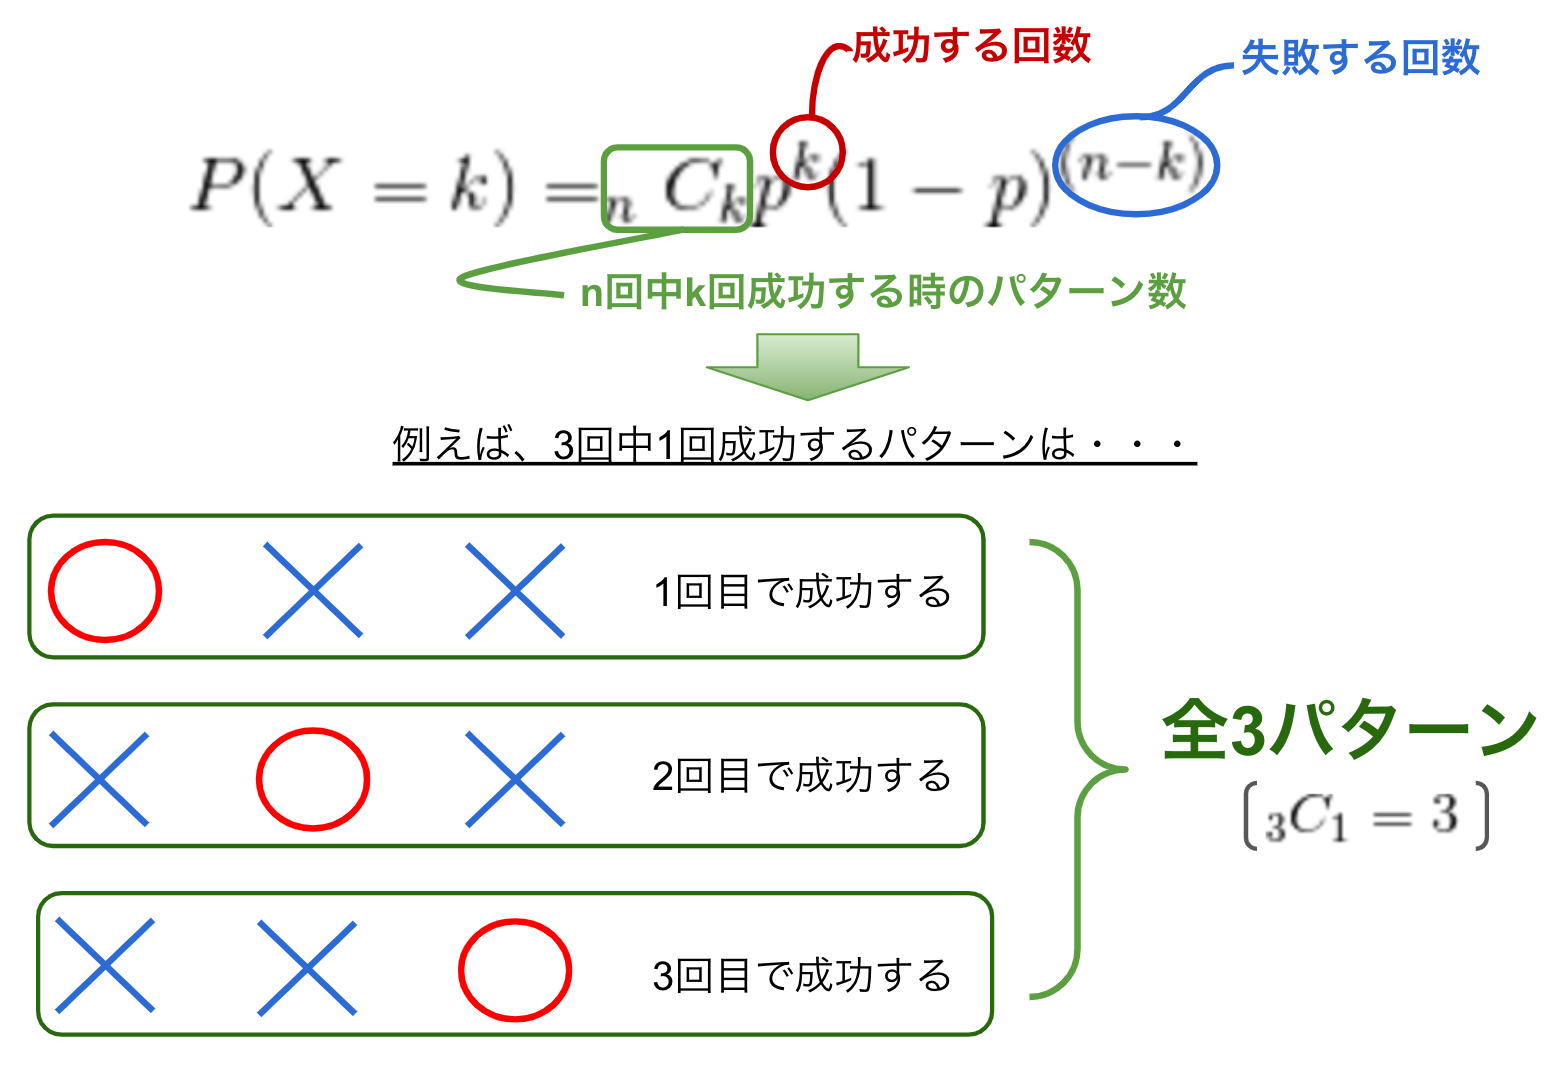 成功する回数
失敗する回数
P(X = k) =ₙ Cₖpᵏ(1 − p)⁽ⁿ⁻ᵏ⁾
n回中k回成功する時のパターン数
例えば、3回中1回成功するパターンは・・・
1回目で成功する
2回目で成功する
全3パターン
[ ₃C₁ = 3 ]
3回目で成功する